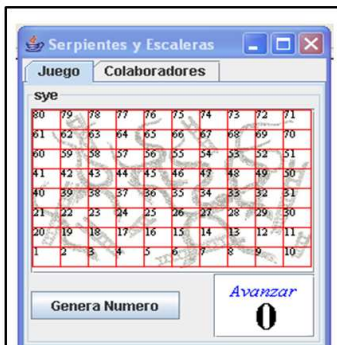 Serpientes y Escaleras
Juego Colaboradores
sye
80 79 78 77 76 75 74 73 72 71
61 62 63 64 65 66 67 68 69 70
60 59 58 57 56 55 54 53 52 51
41 42 43 44 45 46 47 48 49 50
40 39 38 37 36 35 34 33 32 31
21 22 23 24 25 26 27 28 29 30
20 19 18 17 16 15 14 13 12 11
1 2 3 4 5 6 7 8 9 10
Genera Numero
Avanzar
0